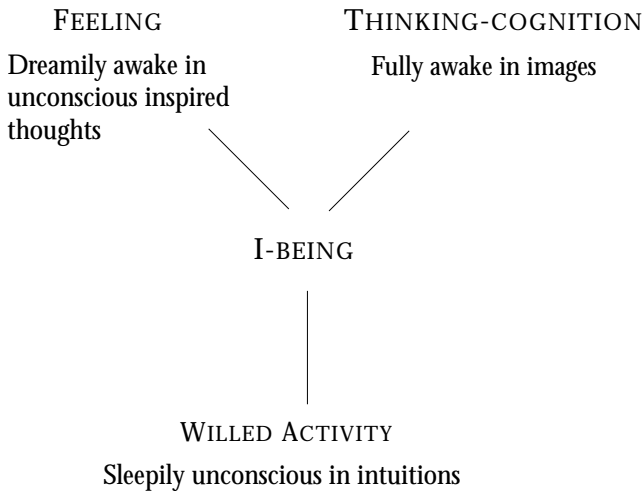 FEELING
Dreamily awake in
unconscious inspired
thoughts
THINKING-COGNITION
Fully awake in images
I-BEING
WILLED ACTIVITY
Sleepily unconscious in intuitions